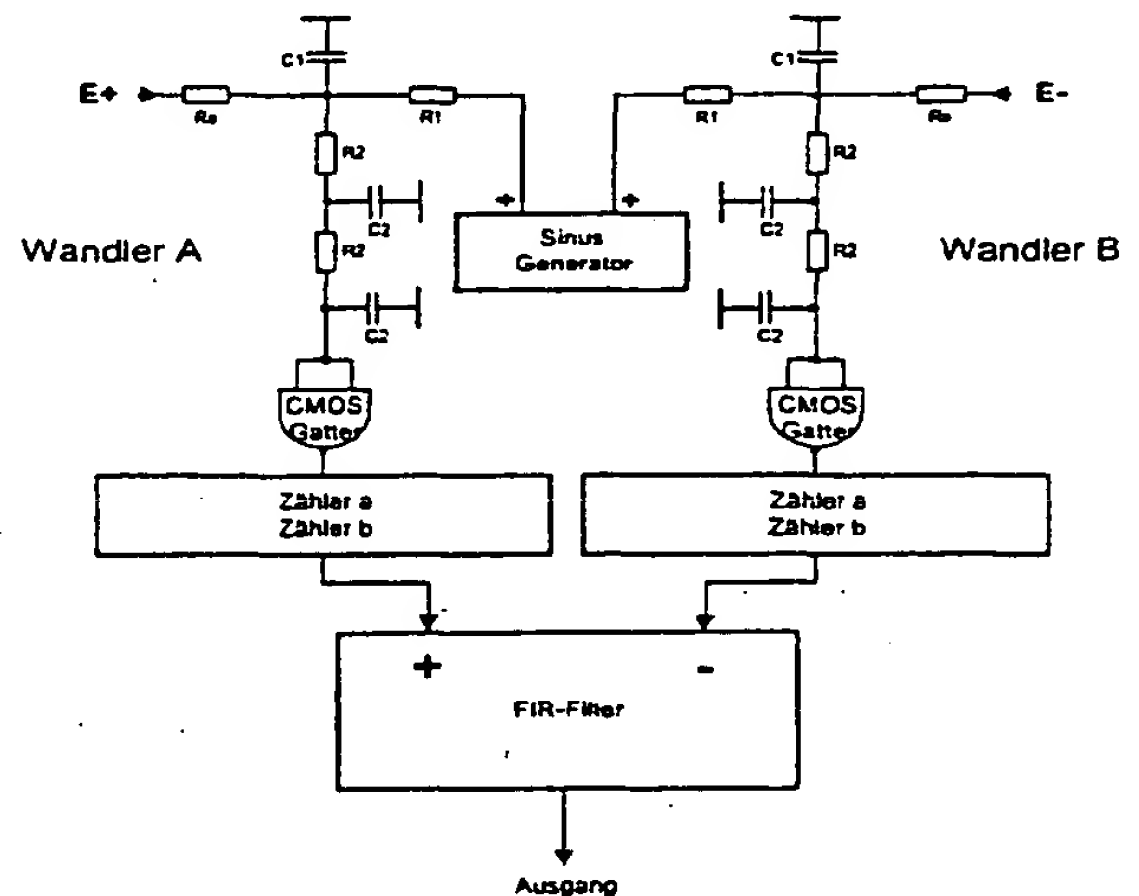 C1
C1
E+
Re
R1
R1
Re
E-
R2
R2
C2
C2
Wandler A
R2
R2
Wandler B
+
+
Sinus
Generator
C2
C2
CMOS
Gatter
CMOS
Gatter
Zähler a
Zähler b
Zähler a
Zähler b
+
-
FIR-Filter
Ausgang